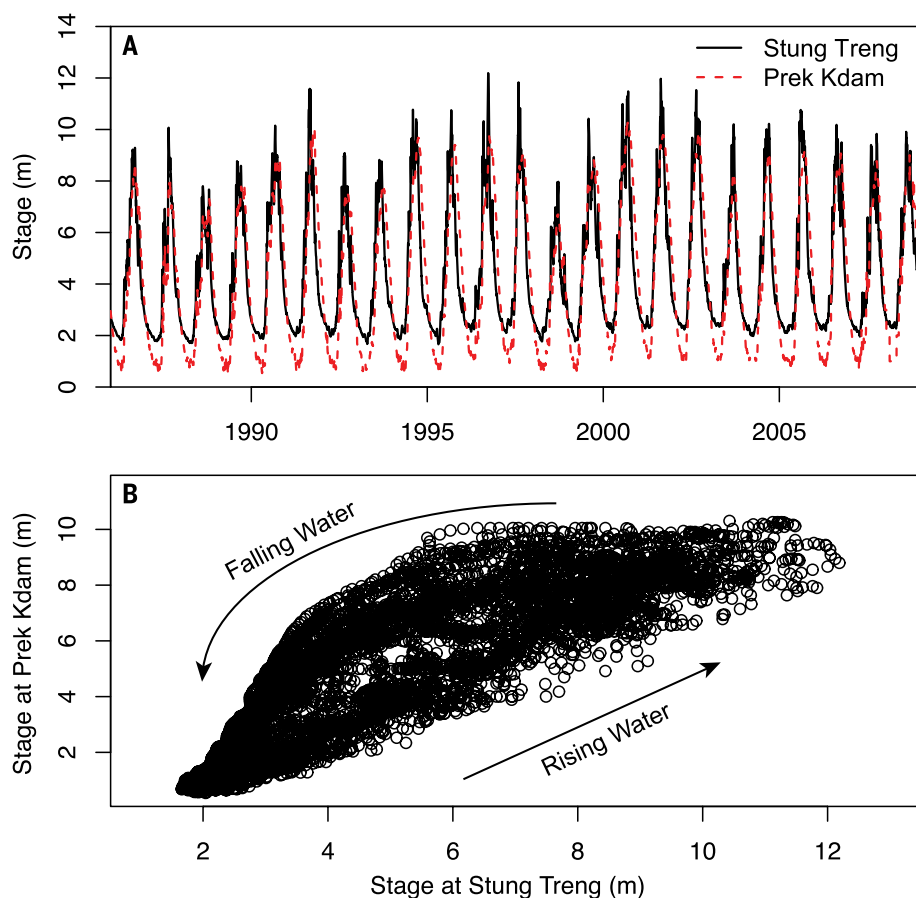 A
Stung Treng
Prek Kdam
Stage (m)
14
12
10
8
6
4
2
0
1990 1995 2000 2005
B
Falling Water
Rising Water
Stage at Prek Kdam (m)
10
8
6
4
2
2 4 6 8 10 12
Stage at Stung Treng (m)